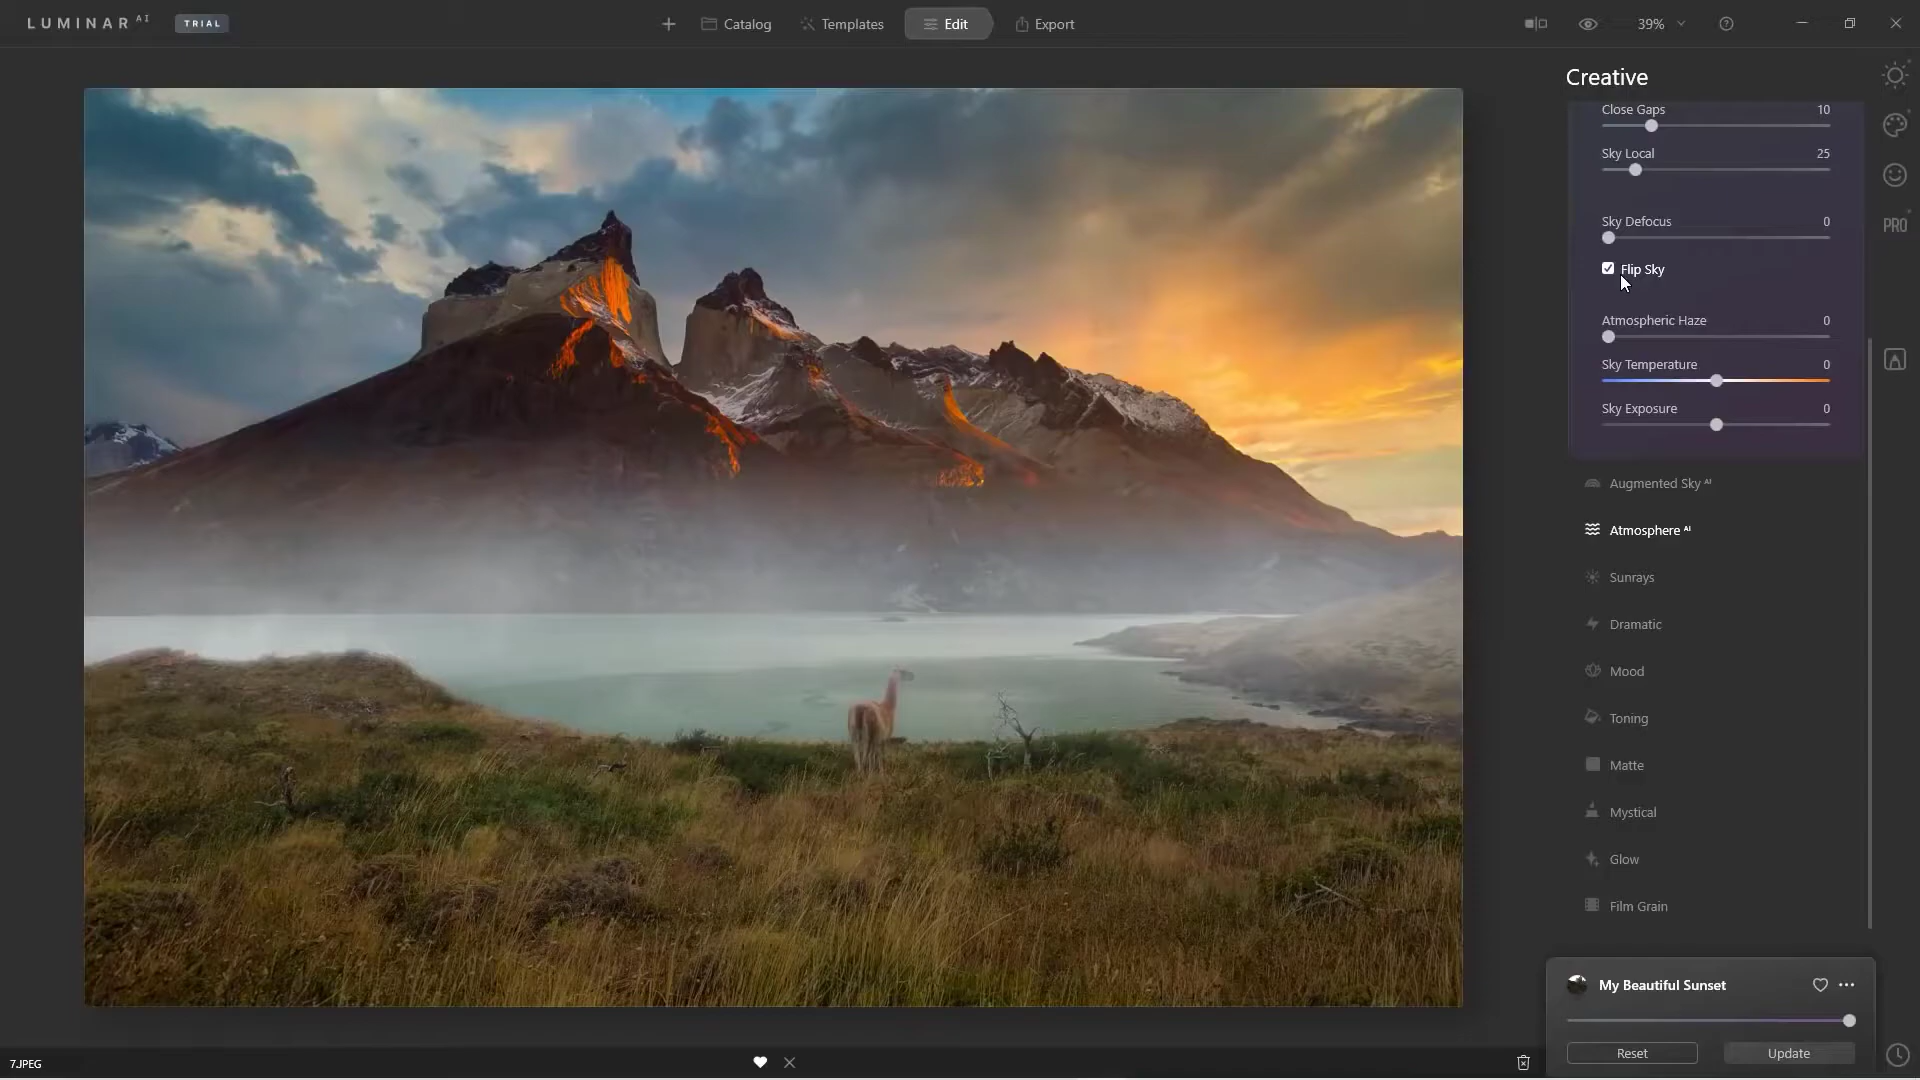 LUMINAR AI
TRIAL
Catalog
Templates
Edit
Export
39%
Creative
Close Gaps 10
Sky Local 25
Sky Defocus 0
Flip Sky
Atmospheric Haze 0
Sky Temperature 0
Sky Exposure 0
PRO
Augmented Sky AI
Atmosphere AI
Sunrays
Dramatic
Mood
Toning
Matte
Mystical
Glow
Film Grain
My Beautiful Sunset
Reset
Update
7.JPEG